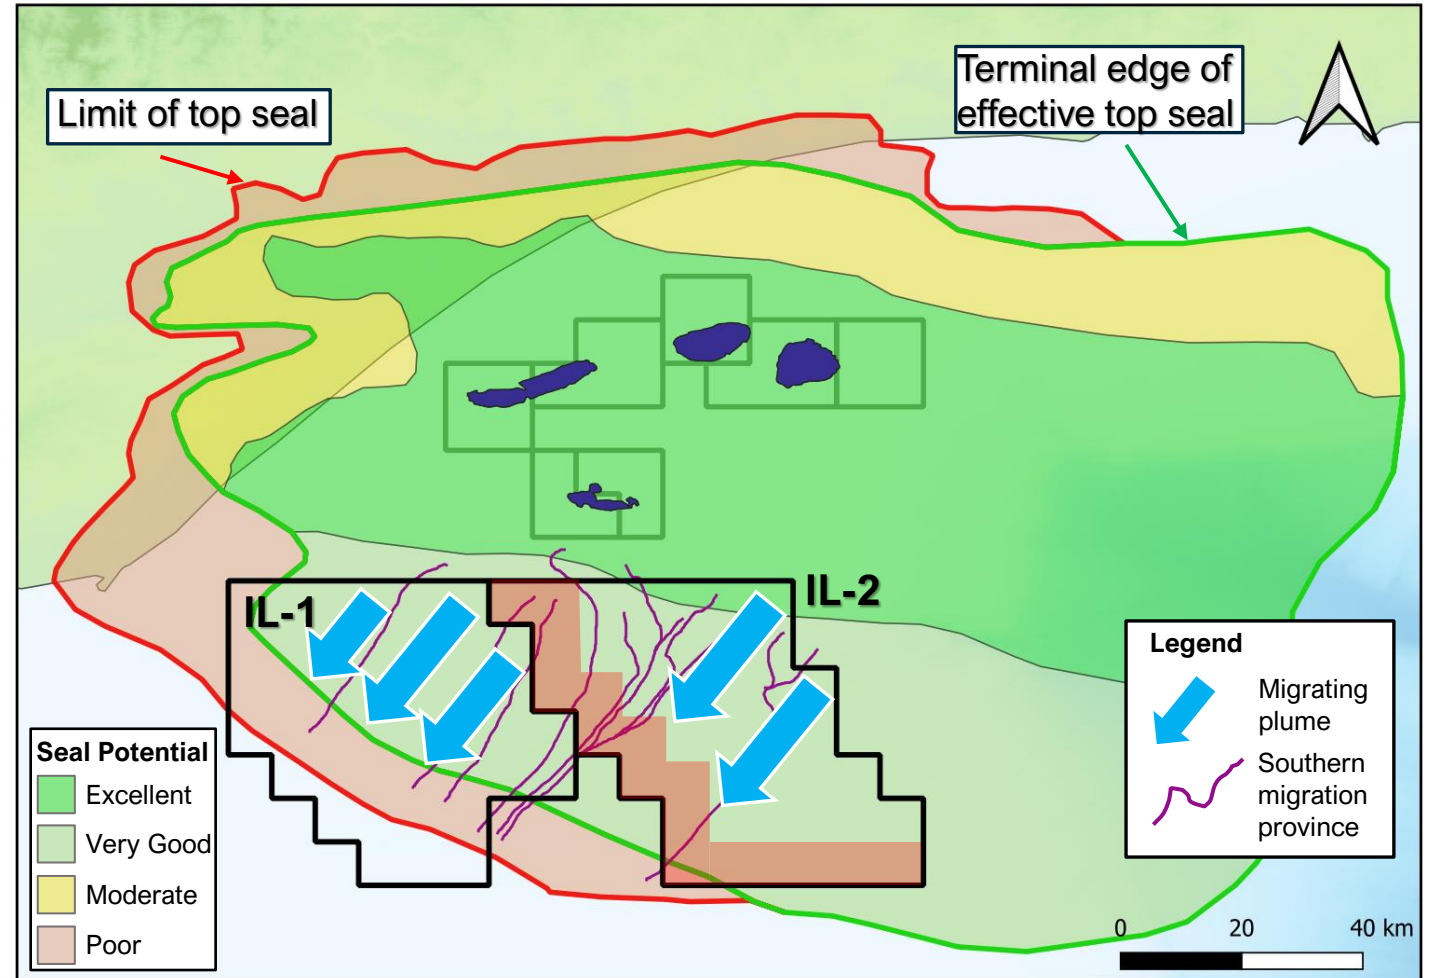 Limit of top seal
Terminal edge of
effective top seal
IL-1
IL-2
Legend
Migrating
plume
Southern
migration
province
Seal Potential
Excellent
Very Good
Moderate
Poor
0 20 40 km